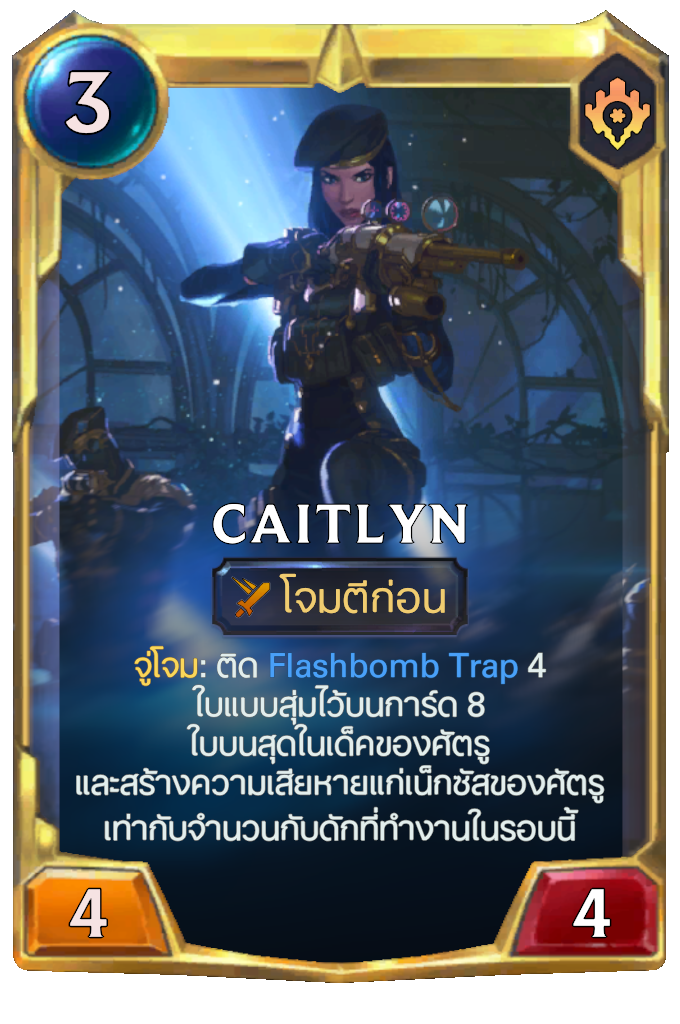 3
CAITLYN
โจมตีก่อน
จู่โจม: ติด Flashbomb Trap 4
ใบแบบสุ่มไว้บนการ์ด 8
ใบบนสุดในเด็คของศัตรู
และสร้างความเสียหายแก่เน็กซัสของศัตรู
เท่ากับจำนวนกับดักที่ทำงานในรอบนี้
4
4